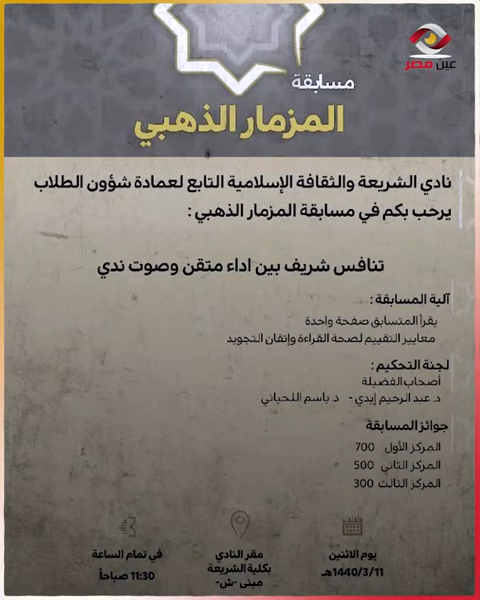 عين مصر
مسابقة
المزمار الذهبي
نادي الشريعة والثقافة الإسلامية التابع لعمادة شؤون الطلاب
يرحب بكم في مسابقة المزمار الذهبي :
تنافس شريف بين اداء متقن وصوت ندي
آلية المسابقة :
يقرأ المتسابق صفحة واحدة
معايير التقييم لصحة القراءة وإتقان التجويد
لجنة التحكيم :
أصحاب الفضيلة
د. عبد الرحيم إيدي - د باسم اللحياني
جوائز المسابقة
المركز الأول 700
المركز الثاني 500
المركز الثالث 300
يوم الاثنين
1440/3/11هـ
مقر النادي
بكلية الشريعة
مبنى -ش-
في تمام الساعة
11:30 صباحاً